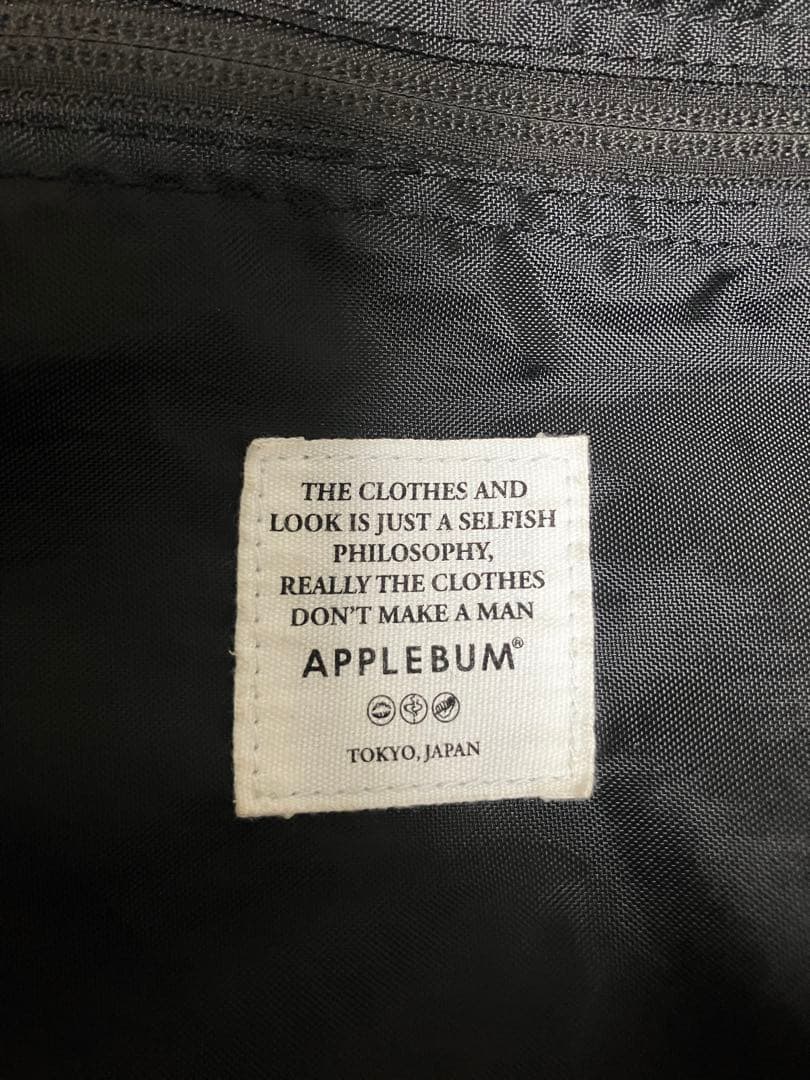 THE CLOTHES AND
LOOK IS JUST A SELFISH
PHILOSOPHY,
REALLY THE CLOTHES
DON'T MAKE A MAN
APPLEBUM®
TOKYO, JAPAN